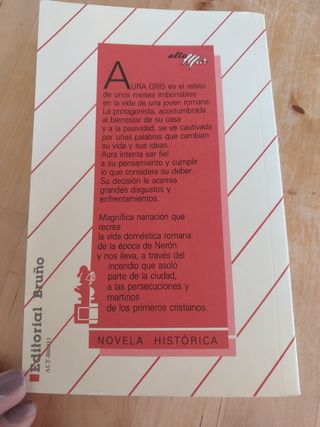 alta mar
AURA GRIS es el relato
de unos meses imborrables
en la vida de una joven romana.
La protagonista, acostumbrada
al bienestar de su casa
y a la pasividad, se ve cautivada
por unas palabras que cambian
su vida y sus ideas.
Aura intenta ser fiel
a su pensamiento y cumplir
lo que considera su deber.
Su decisión le acarrea
grandes disgustos y
enfrentamientos.
Magnífica narración que
recrea
la vida doméstica romana
de la época de Nerón
y nos lleva, a través del
incendio que asoló
parte de la ciudad,
a las persecuciones y
martirios
de los primeros cristianos.
NOVELA HISTÓRICA
Editorial Bruño